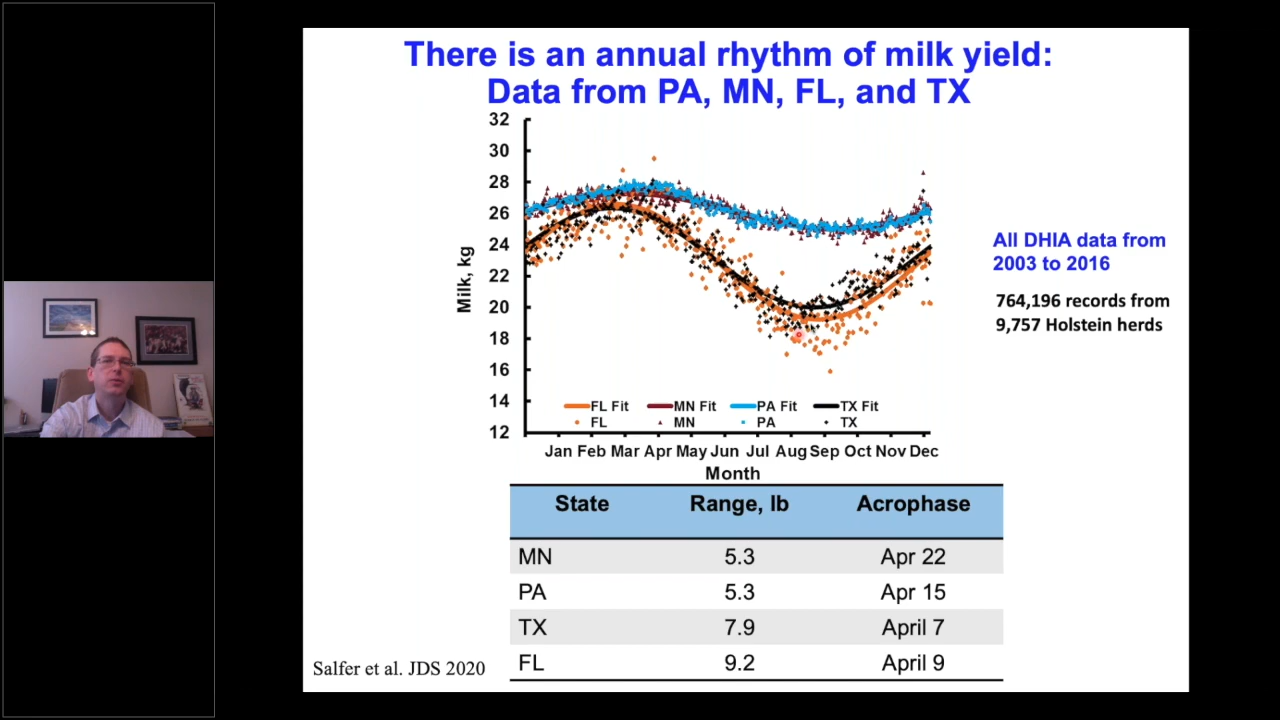 There is an annual rhythm of milk yield:
Data from PA, MN, FL, and TX
32
30
28
26
24
22
20
18
16
14
12
Milk, kg
FL Fit MN Fit PA Fit TX Fit
FL MN PA TX
Jan Feb Mar Apr May Jun Jul Aug Sep Oct Nov Dec
Month
All DHIA data from
2003 to 2016
764,196 records from
9,757 Holstein herds
State Range, lb Acrophase
MN 5.3 Apr 22
PA 5.3 Apr 15
TX 7.9 April 7
FL 9.2 April 9
Salfer et al. JDS 2020